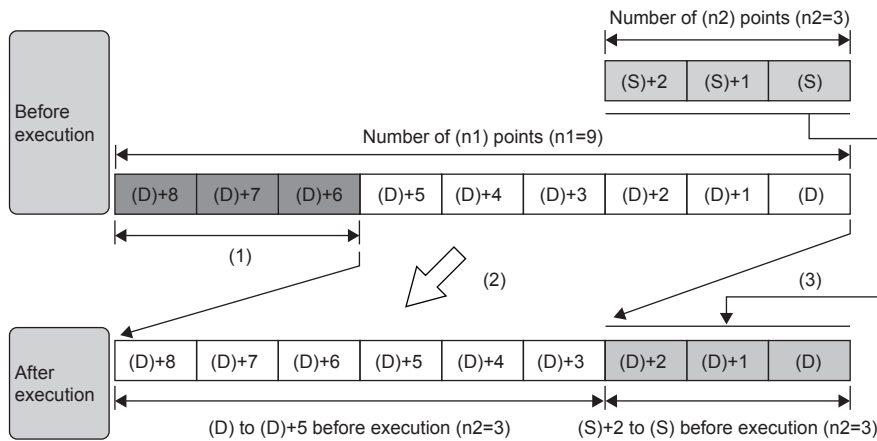 Number of (n2) points (n2=3)
(S)+2 (S)+1 (S)
Before
execution
Number of (n1) points (n1=9)
(D)+8 (D)+7 (D)+6 (D)+5 (D)+4 (D)+3 (D)+2 (D)+1 (D)
(1)
(2)
(3)
After
execution
(D)+8 (D)+7 (D)+6 (D)+5 (D)+4 (D)+3 (D)+2 (D)+1 (D)
(D) to (D)+5 before execution (n2=3)
(S)+2 to (S) before execution (n2=3)